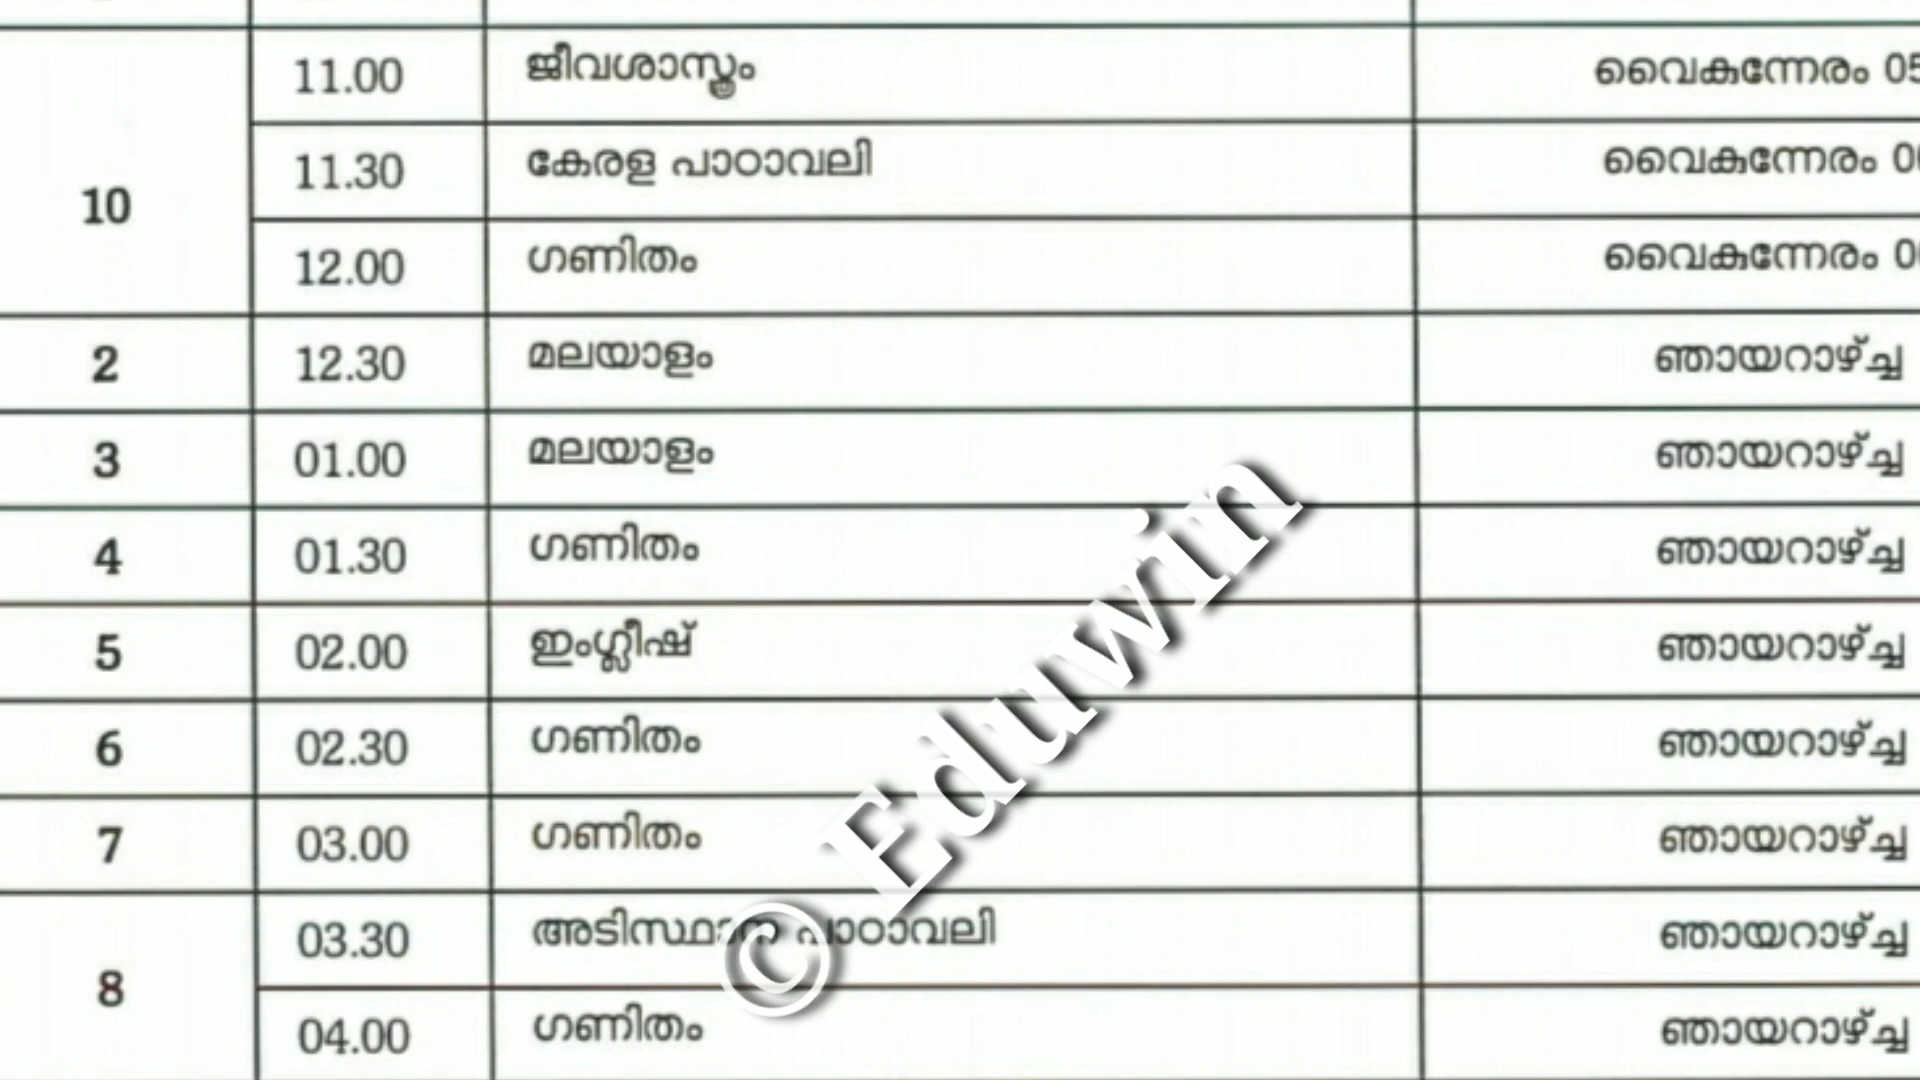 11.00 ജീവശാസ്ത്രം വൈകുന്നേരം 05
10 11.30 കേരള പാഠാവലി വൈകുന്നേരം
12.00 ഗണിതം വൈകുന്നേരം
2 12.30 മലയാളം ഞായറാഴ്ച്ച
3 01.00 മലയാളം ഞായറാഴ്ച്ച
4 01.30 ഗണിതം ഞായറാഴ്ച്ച
5 02.00 ഇംഗ്ലീഷ് ഞായറാഴ്ച്ച
6 02.30 ഗണിതം ഞായറാഴ്ച്ച
7 03.00 ഗണിതം ഞായറാഴ്ച്ച
8 03.30 അടിസ്ഥാന പാഠാവലി ഞായറാഴ്ച്ച
04.00 ഗണിതം ഞായറാഴ്ച്ച
© Eduwin